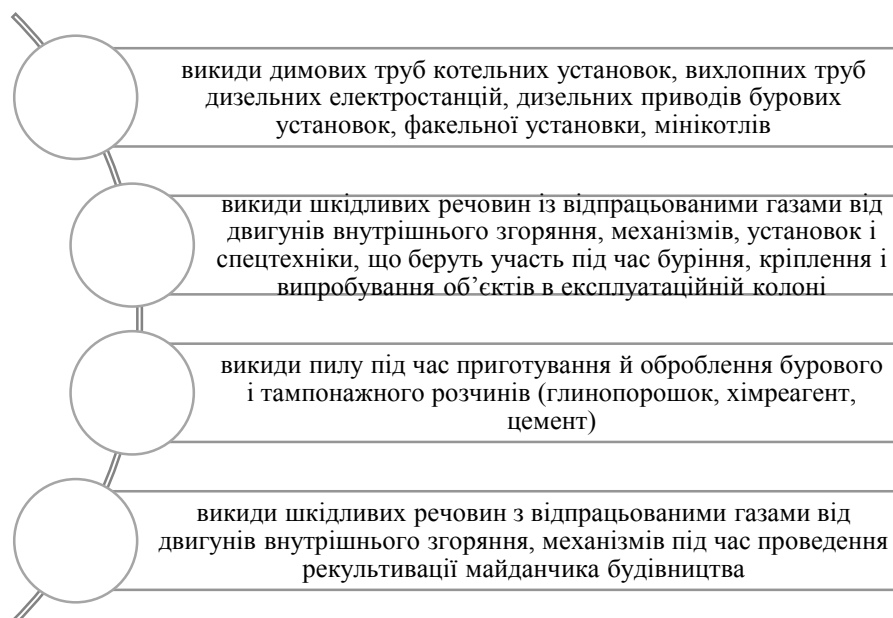 викиди димових труб котельних установок, вихлопних труб
дизельних електростанцій, дизельних приводів бурових
установок, факельної установки, мінікотлів
викиди шкідливих речовин із відпрацьованими газами від
двигунів внутрішнього згоряння, механізмів, установок і
спецтехніки, що беруть участь під час буріння, кріплення і
випробування об’єктів в експлуатаційній колоні
викиди пилу під час приготування й оброблення бурового
і тампонажного розчинів (глинопорошок, хімреагент,
цемент)
викиди шкідливих речовин з відпрацьованими газами від
двигунів внутрішнього згоряння, механізмів під час проведення
рекультивації майданчика будівництва